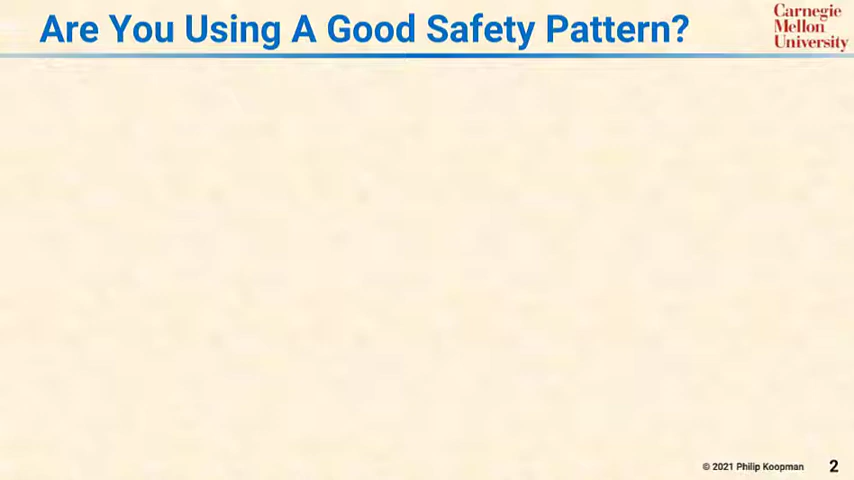 Are You Using A Good Safety Pattern?
Carnegie
Mellon
University
© 2021 Philip Koopman
2